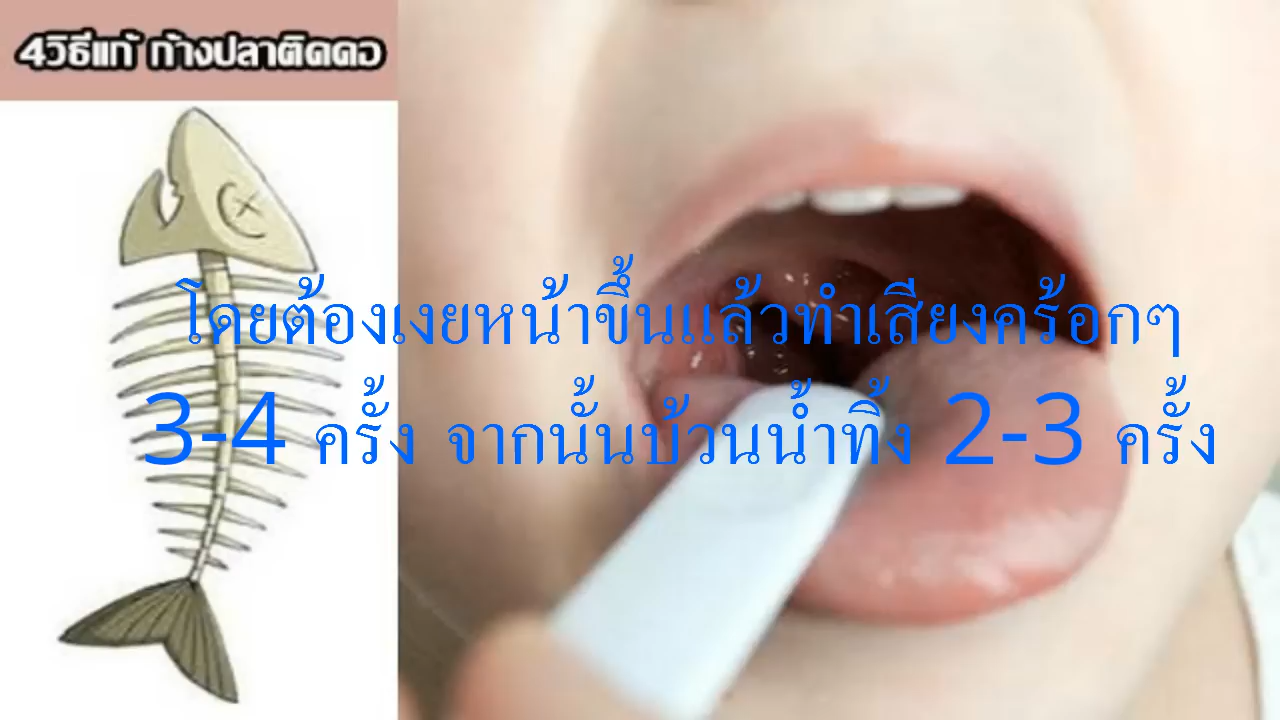 4วิธีแก้ ก้างปลาติดคอ
โดยต้องเงยหน้าขึ้นแล้วทำเสียงคร้อกๆ
3-4 ครั้ง จากนั้นบ้วนน้ำทิ้ง 2-3 ครั้ง